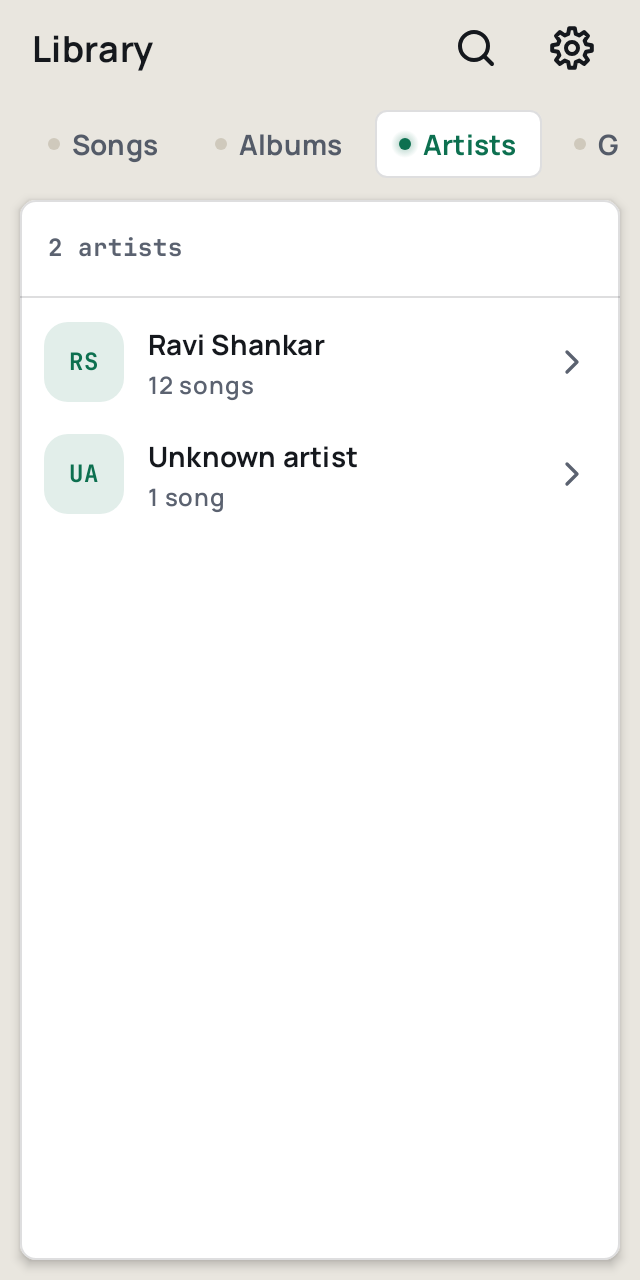 Library
Songs
Albums
Artists
G
2 artists
RS
Ravi Shankar
12 songs
UA
Unknown artist
1 song